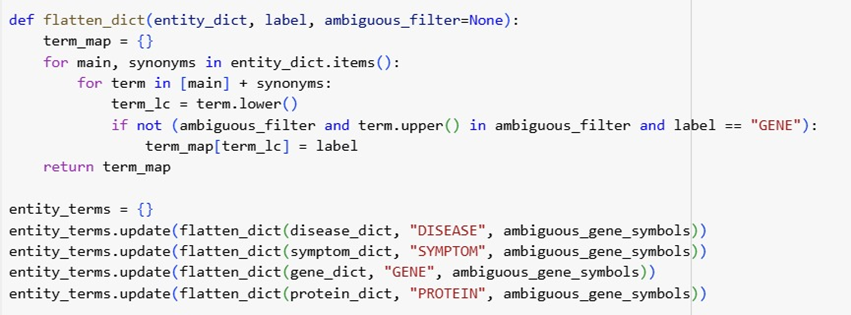 def flatten_dict(entity_dict, label, ambiguous_filter=None):
    term_map = {}
    for main, synonyms in entity_dict.items():
        for term in [main] + synonyms:
            term_lc = term.lower()
            if not (ambiguous_filter and term.upper() in ambiguous_filter and label == "GENE"):
                term_map[term_lc] = label
    return term_map

entity_terms = {}
entity_terms.update(flatten_dict(disease_dict, "DISEASE", ambiguous_gene_symbols))
entity_terms.update(flatten_dict(symptom_dict, "SYMPTOM", ambiguous_gene_symbols))
entity_terms.update(flatten_dict(gene_dict, "GENE", ambiguous_gene_symbols))
entity_terms.update(flatten_dict(protein_dict, "PROTEIN", ambiguous_gene_symbols))